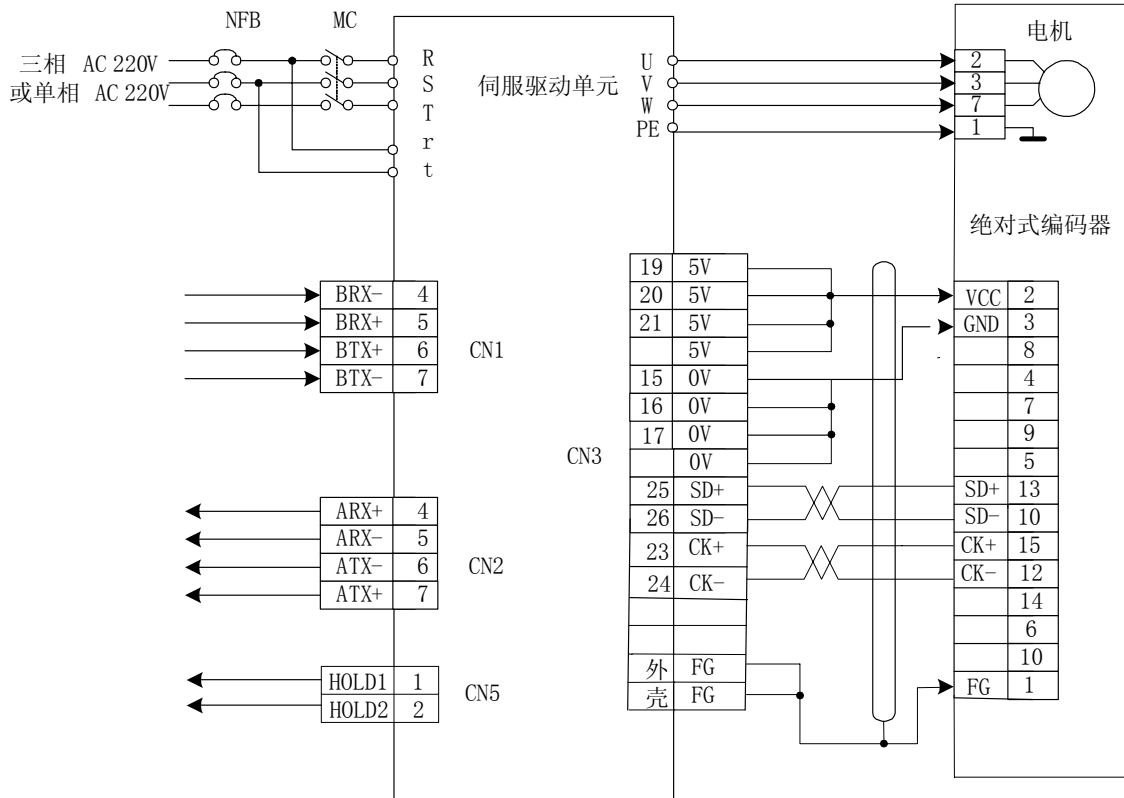 NFB MC
三相 AC 220V
或单相 AC 220V
R
S
T
r
t
伺服驱动单元
U
V
W
PE
电机
2
3
7
1
绝对式编码器
BRX- 4
BRX+ 5
BTX+ 6
BTX- 7
CN1
ARX+ 4
ARX- 5
ATX- 6
ATX+ 7
CN2
HOLD1 1
HOLD2 2
CN5
CN3
19 5V
20 5V
21 5V
5V
15 0V
16 0V
17 0V
0V
25 SD+
26 SD-
23 CK+
24 CK-
外 FG
壳 FG
VCC 2
GND 3
8
4
7
9
5
SD+ 13
SD- 10
CK+ 15
CK- 12
14
6
10
FG 1